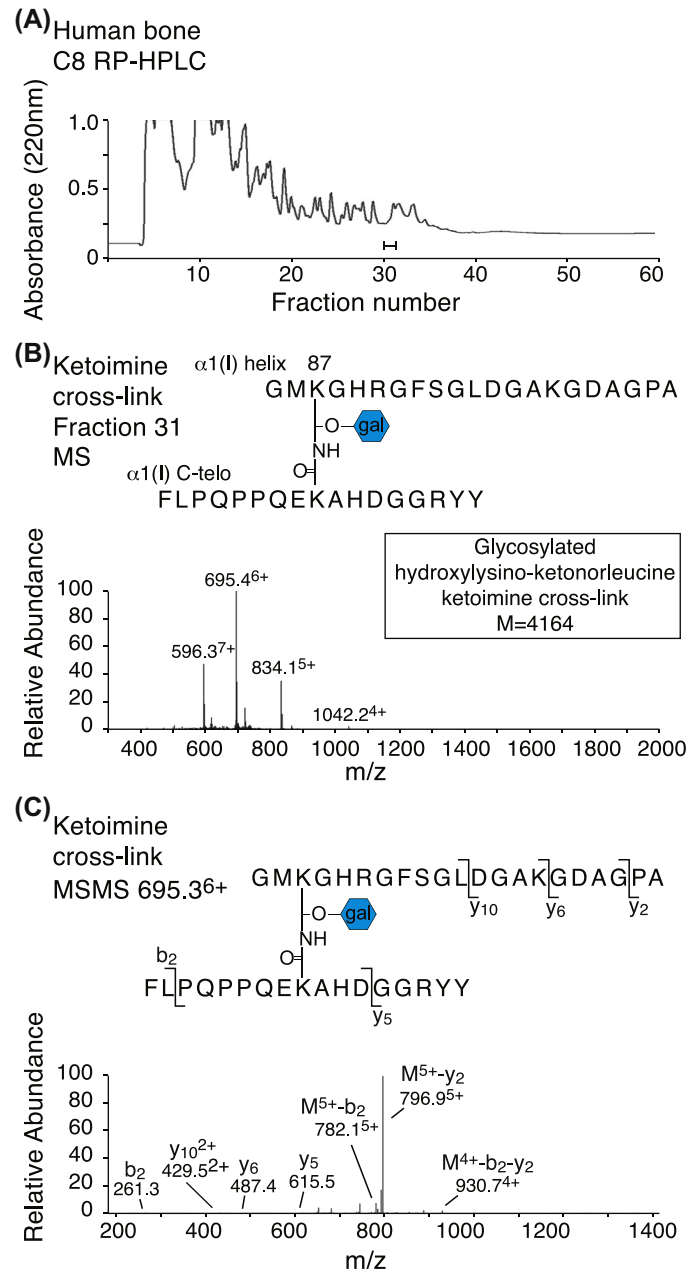 (A) Human bone
C8 RP-HPLC
Absorbance (220nm)
1.0
0.5
0
10 20 30 40 50 60
Fraction number
(B) Ketoimine
cross-link
Fraction 31
MS
α1(I) helix 87
GMKGHRGFSGLDGAKGDAGPA
O gal
NH
O=
α1(I) C-telo
FLPQPPQEKAHDGGRYY
Glycosylated
hydroxylysino-ketonorleucine
ketoimine cross-link
M=4164
Relative Abundance
100
80
60
40
20
0
695.4⁶⁺
596.3⁷⁺
834.1⁵⁺
1042.2⁴⁺
400 600 800 1000 1200 1400 1600 1800 2000
m/z
(C) Ketoimine
cross-link
MSMS 695.3⁶⁺
GMKGHRGFSGLDGAKGDAGPA
y₁₀ y₆ y₂
O gal
NH
O=
b₂
FLPQPPQEKAHDGGRYY
y₅
Relative Abundance
100
80
60
40
20
0
b₂
261.3
y₁₀²⁺
429.5²⁺
y₆
487.4
y₅
615.5
M⁵⁺-b₂
782.1⁵⁺
M⁵⁺-y₂
796.9⁵⁺
M⁴⁺-b₂-y₂
930.7⁴⁺
200 400 600 800 1000 1200 1400
m/z